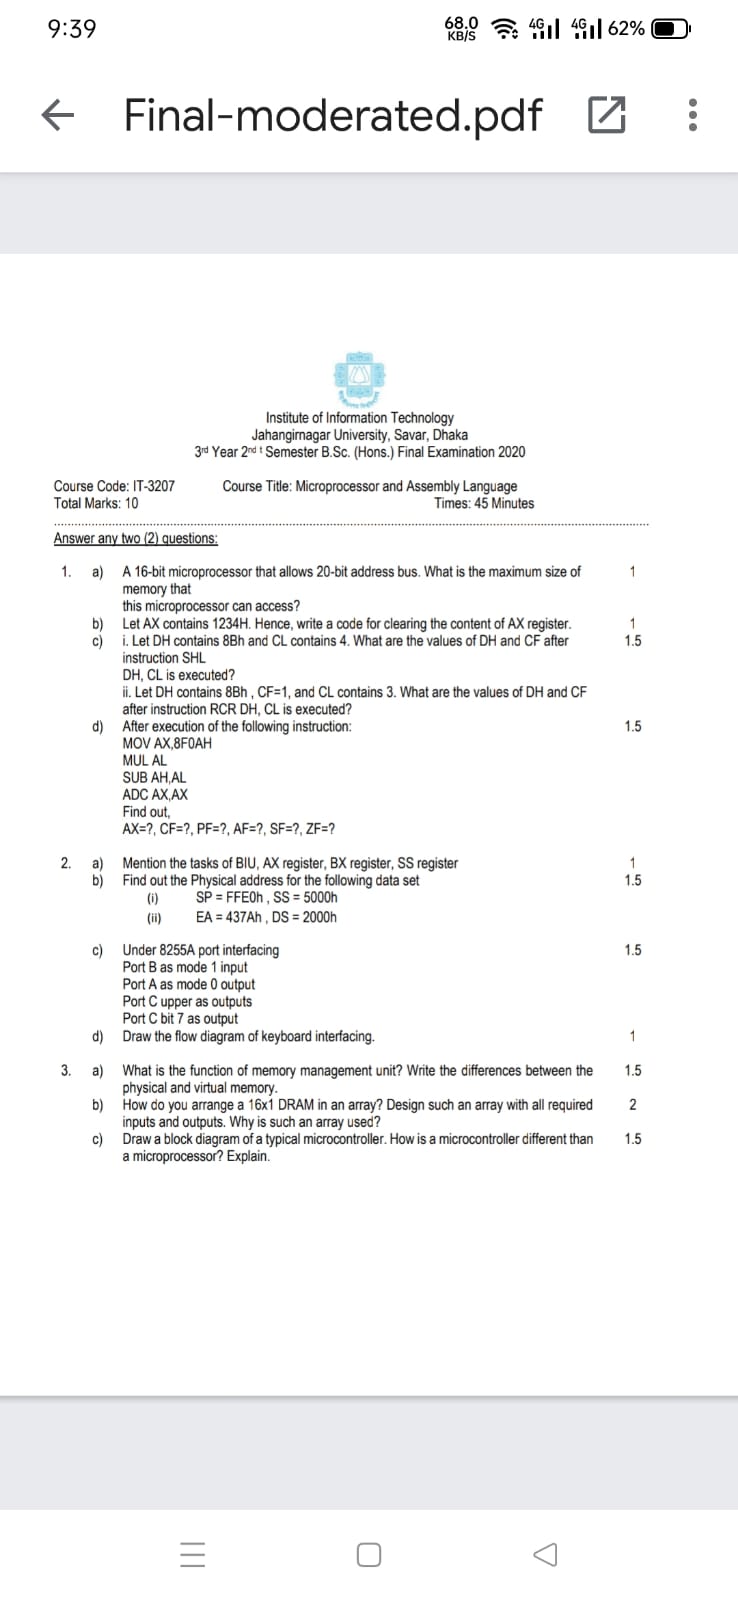 9:39
68.0
KB/S
4G
4G
62%
Final-moderated.pdf
Institute of Information Technology
Jahangirnagar University, Savar, Dhaka
3rd Year 2nd t Semester B.Sc. (Hons.) Final Examination 2020
Course Code: IT-3207 Course Title: Microprocessor and Assembly Language
Total Marks: 10 Times: 45 Minutes
Answer any two (2) questions:
1. a) A 16-bit microprocessor that allows 20-bit address bus. What is the maximum size of 1
memory that
this microprocessor can access?
b) Let AX contains 1234H. Hence, write a code for clearing the content of AX register. 1
c) i. Let DH contains 8Bh and CL contains 4. What are the values of DH and CF after 1.5
instruction SHL
DH, CL is executed?
ii. Let DH contains 8Bh , CF=1, and CL contains 3. What are the values of DH and CF
after instruction RCR DH, CL is executed?
d) After execution of the following instruction: 1.5
MOV AX,8F0AH
MUL AL
SUB AH,AL
ADC AX,AX
Find out,
AX=?, CF=?, PF=?, AF=?, SF=?, ZF=?
2. a) Mention the tasks of BIU, AX register, BX register, SS register 1
b) Find out the Physical address for the following data set 1.5
(i) SP = FFE0h , SS = 5000h
(ii) EA = 437Ah , DS = 2000h
c) Under 8255A port interfacing 1.5
Port B as mode 1 input
Port A as mode 0 output
Port C upper as outputs
Port C bit 7 as output
d) Draw the flow diagram of keyboard interfacing. 1
3. a) What is the function of memory management unit? Write the differences between the 1.5
physical and virtual memory.
b) How do you arrange a 16x1 DRAM in an array? Design such an array with all required 2
inputs and outputs. Why is such an array used?
c) Draw a block diagram of a typical microcontroller. How is a microcontroller different than 1.5
a microprocessor? Explain.